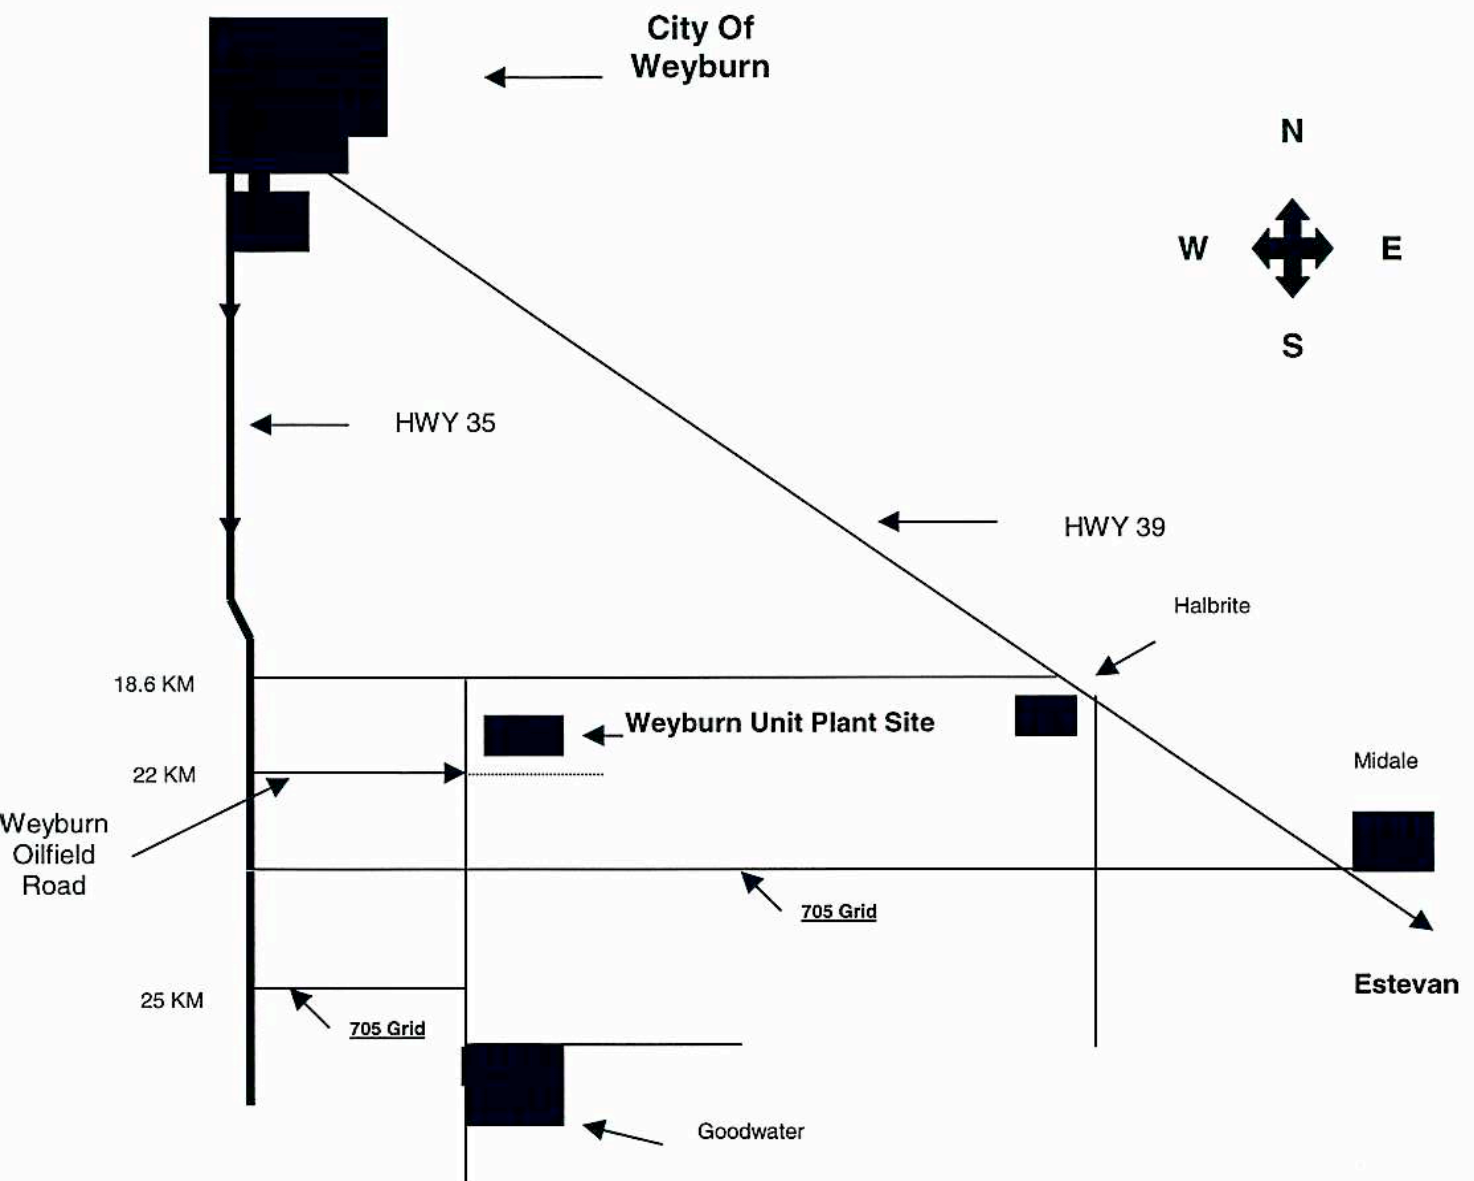 City Of
Weyburn
N
W
E
S
HWY 35
HWY 39
Halbrite
18.6 KM
Weyburn Unit Plant Site
22 KM
Midale
Weyburn
Oilfield
Road
705 Grid
Estevan
25 KM
705 Grid
Goodwater